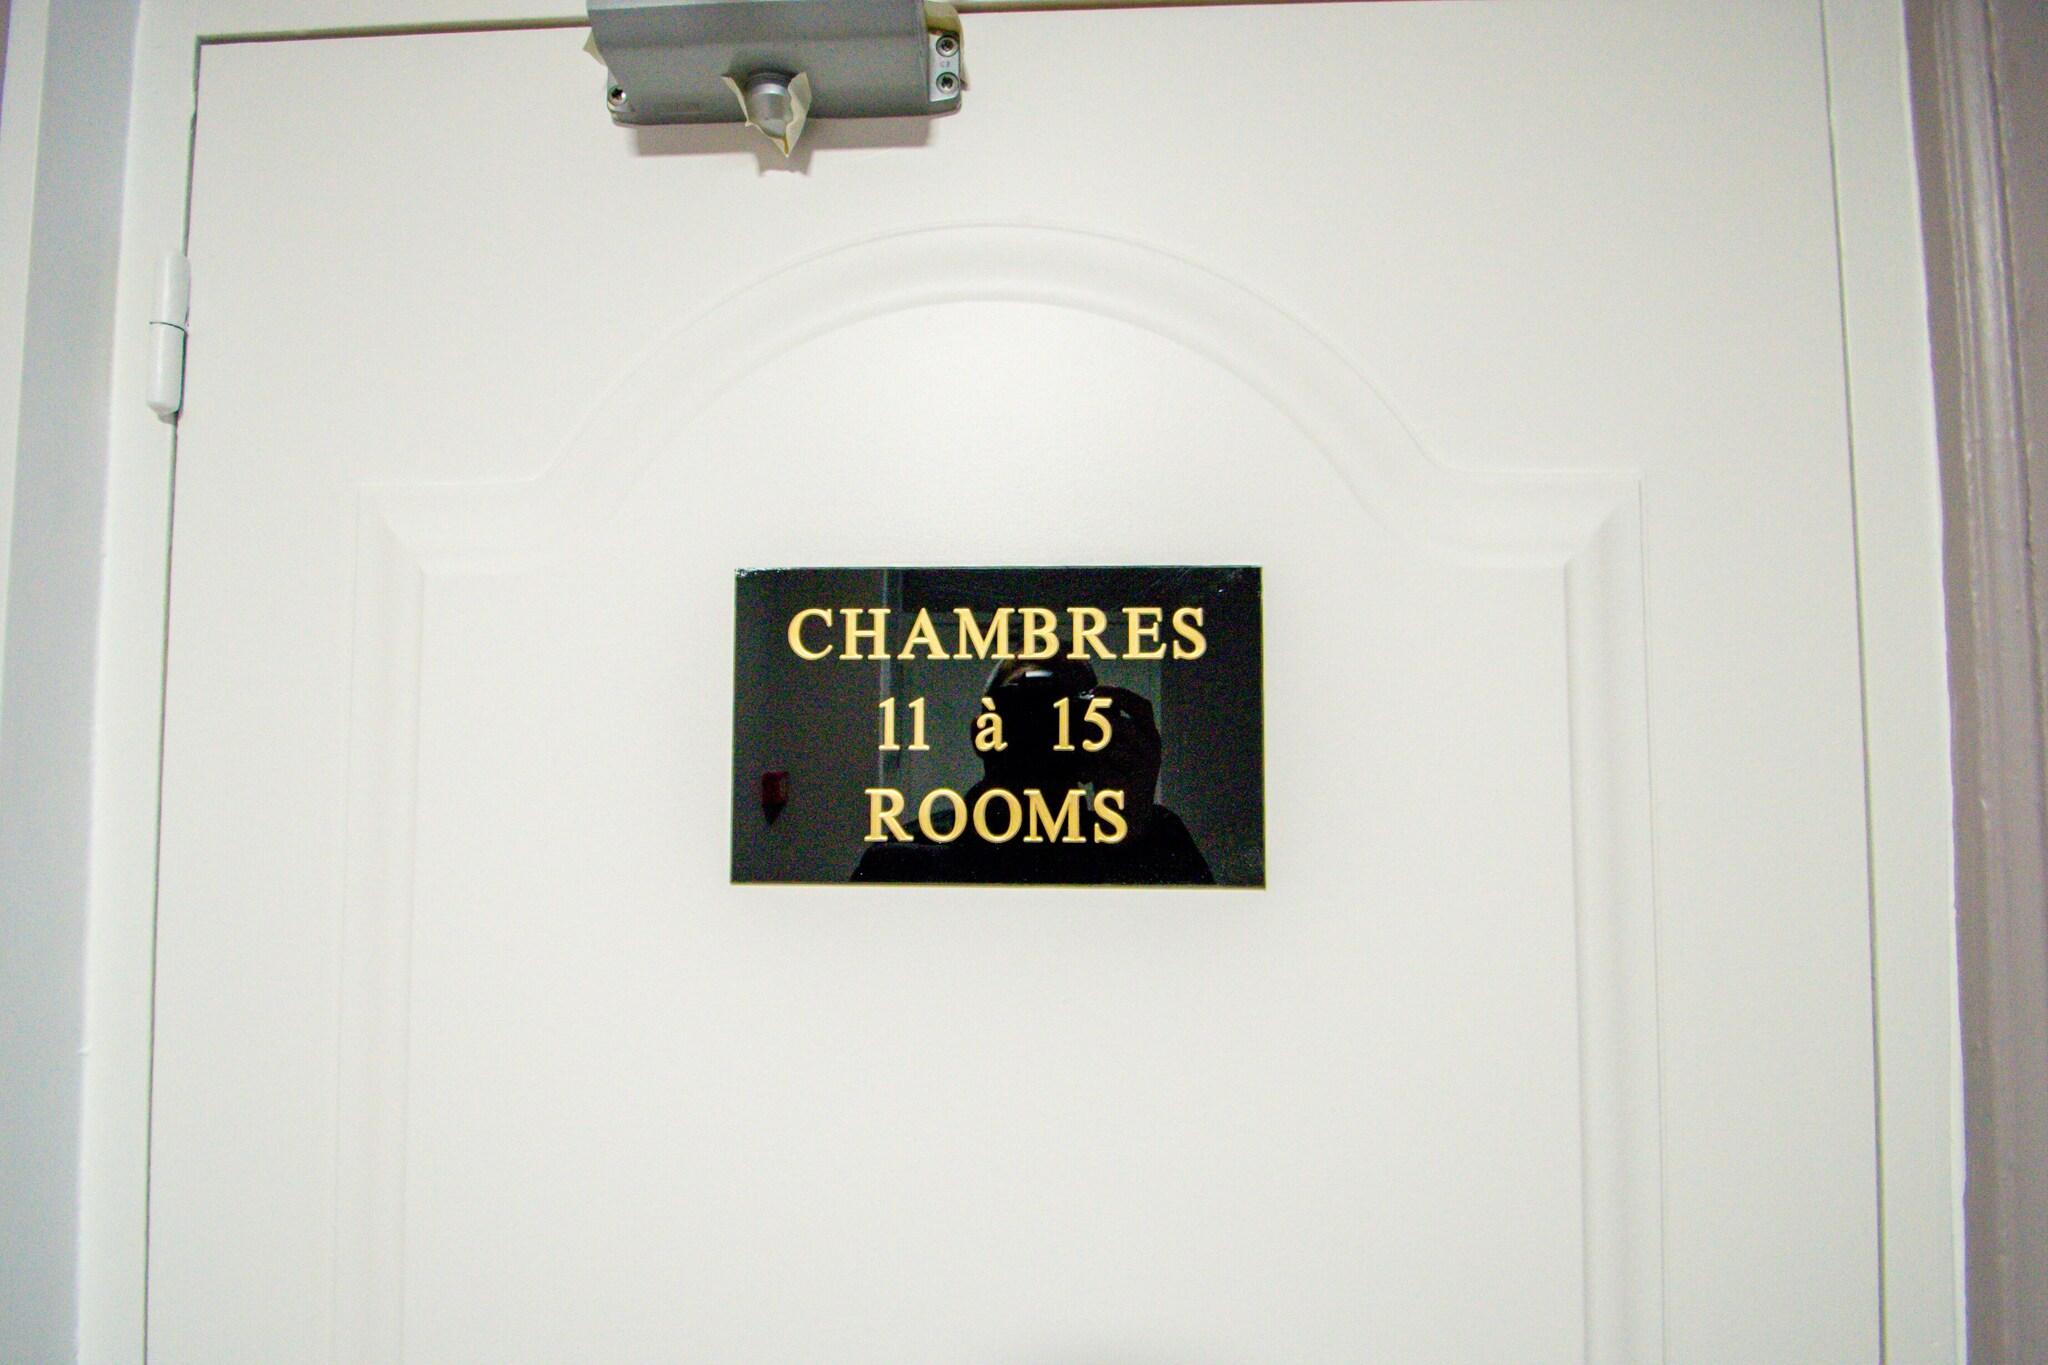 CHAMBRES
11 à 15
ROOMS